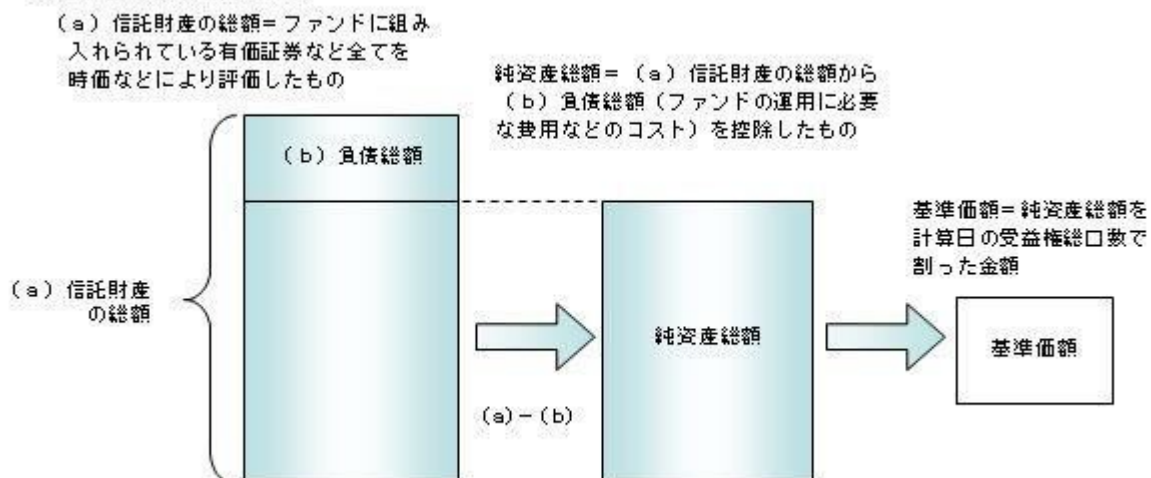 (a) 信託財産の総額=ファンドに組み
入れられている有価証券など全てを
時価などにより評価したもの
純資産総額= (a) 信託財産の総額から
(b) 負債総額(ファンドの運用に必要
な費用などのコスト)を控除したもの
(b) 負債総額
基準価額=純資産総額を
計算日の受益権総口数で
割った金額
(a) 信託財産
の総額
純資産総額
基準価額
(a)-(b)